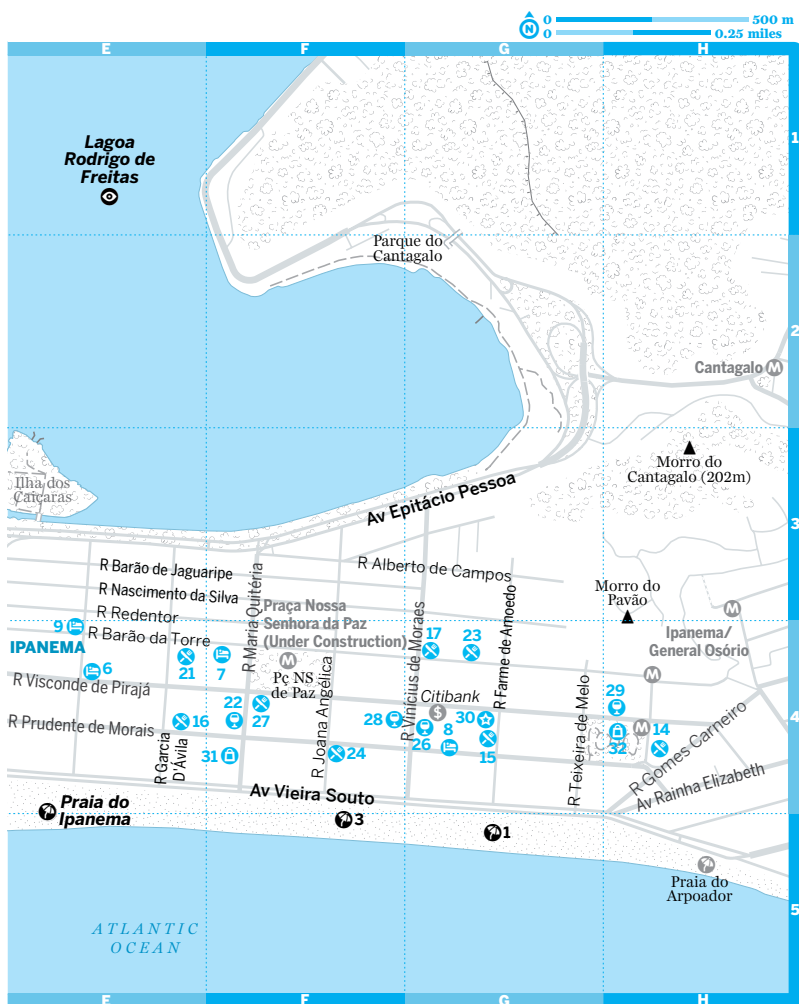 N
0
500 m
0
0.25 miles
E
F
G
H
1
2
3
4
5
Lagoa
Rodrigo de
Freitas
Parque do
Cantagalo
Cantagalo
M
Morro do
Cantagalo (202m)
Ilha dos
Caiçaras
Av Epitácio Pessoa
R Barão de Jaguaripe
R Alberto de Campos
R Nascimento da Silva
Morro do
Pavão
R Redentor
R Maria Quitéria
Praça Nossa
Senhora da Paz
(Under Construction)
M
R Vinícius de Moraes
R Farme de Amoedo
M
Ipanema/
General Osório
M
9
R Barão da Torre
17
23
IPANEMA
21
7
Pç NS
de Paz
6
R Visconde de Pirajá
Citibank
$
R Teixeira de Melo
29
22
R Joana Angélica
28
30
R Prudente de Morais
16
27
8
M
14
26
15
32
R Garcia
D'Ávila
31
24
R Gomes Carneiro
Av Rainha Elizabeth
Av Vieira Souto
Praia do
Ipanema
3
1
Praia do
Arpoador
ATLANTIC
OCEAN
E
F
G
H